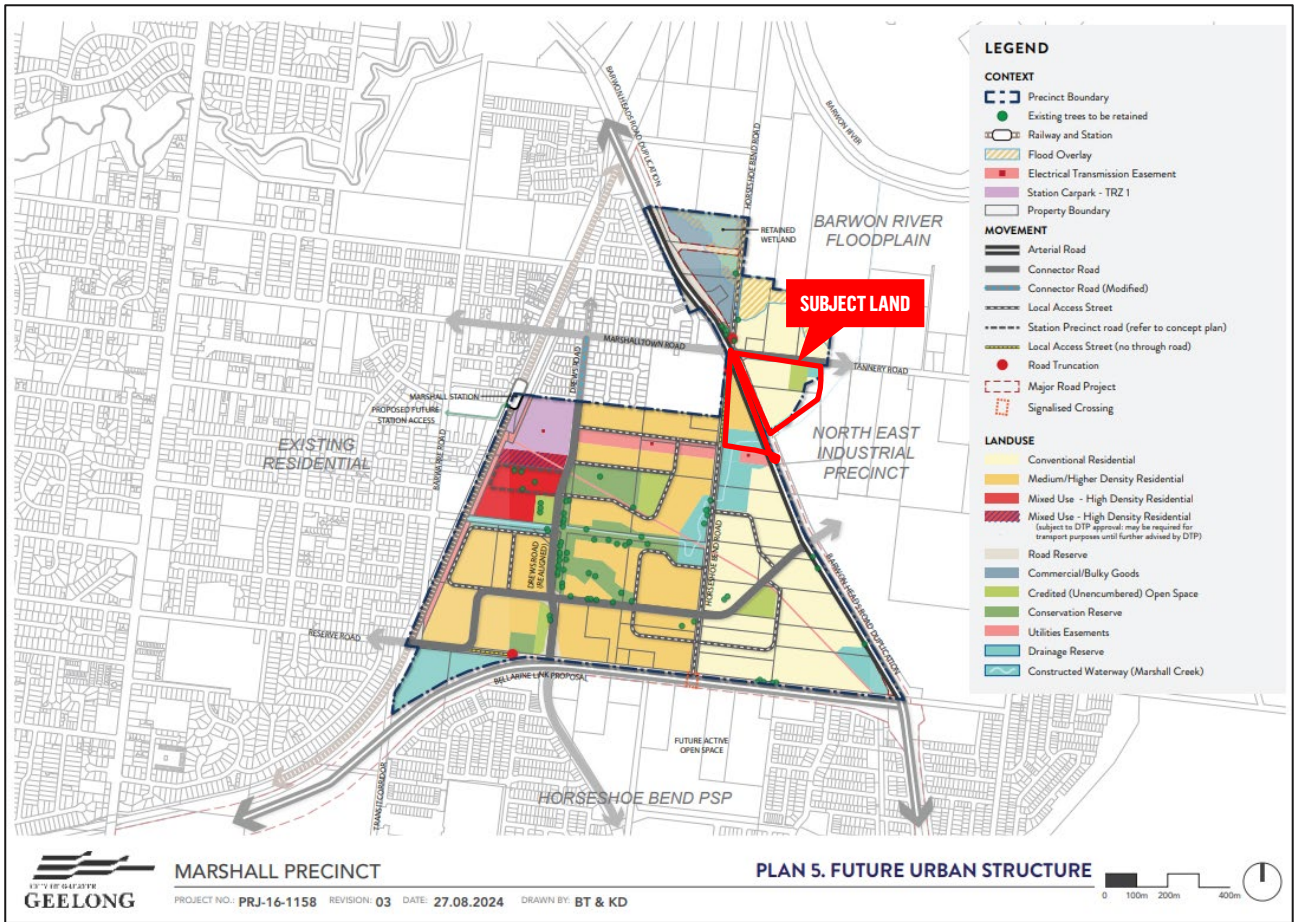 BARWON HEADS ROAD DUPLICATION
BARWON RIVER
HORSESHOE BEND ROAD
RETAINED
WETLAND
BARWON RIVER
FLOODPLAIN
SUBJECT LAND
MARSHALLTOWN ROAD
TANNERY ROAD
DREWS ROAD
MARSHALL STATION
PROPOSED FUTURE
STATION ACCESS
EXISTING
RESIDENTIAL
BARWARRE ROAD
NORTH EAST
INDUSTRIAL
PRECINCT
DREWS ROAD
(REALIGNED)
HORSESHOE BEND ROAD
BARWON HEADS ROAD DUPLICATION
RESERVE ROAD
BELLARINE LINK PROPOSAL
FUTURE ACTIVE
OPEN SPACE
TRANSIT CORRIDOR
HORSESHOE BEND PSP
LEGEND
CONTEXT
Precinct Boundary
Existing trees to be retained
Railway and Station
Flood Overlay
Electrical Transmission Easement
Station Carpark - TRZ 1
Property Boundary
MOVEMENT
Arterial Road
Connector Road
Connector Road (Modified)
Local Access Street
Station Precinct road (refer to concept plan)
Local Access Street (no through road)
Road Truncation
Major Road Project
Signalised Crossing
LANDUSE
Conventional Residential
Medium/Higher Density Residential
Mixed Use - High Density Residential
Mixed Use - High Density Residential
(subject to DTP approval: may be required for
transport purposes until further advised by DTP)
Road Reserve
Commercial/Bulky Goods
Credited (Unencumbered) Open Space
Conservation Reserve
Utilities Easements
Drainage Reserve
Constructed Waterway (Marshall Creek)
CITY OF GREATER
GEELONG
MARSHALL PRECINCT
PROJECT NO.: PRJ-16-1158 REVISION: 03 DATE: 27.08.2024 DRAWN BY: BT & KD
PLAN 5. FUTURE URBAN STRUCTURE
0 100m 200m 400m